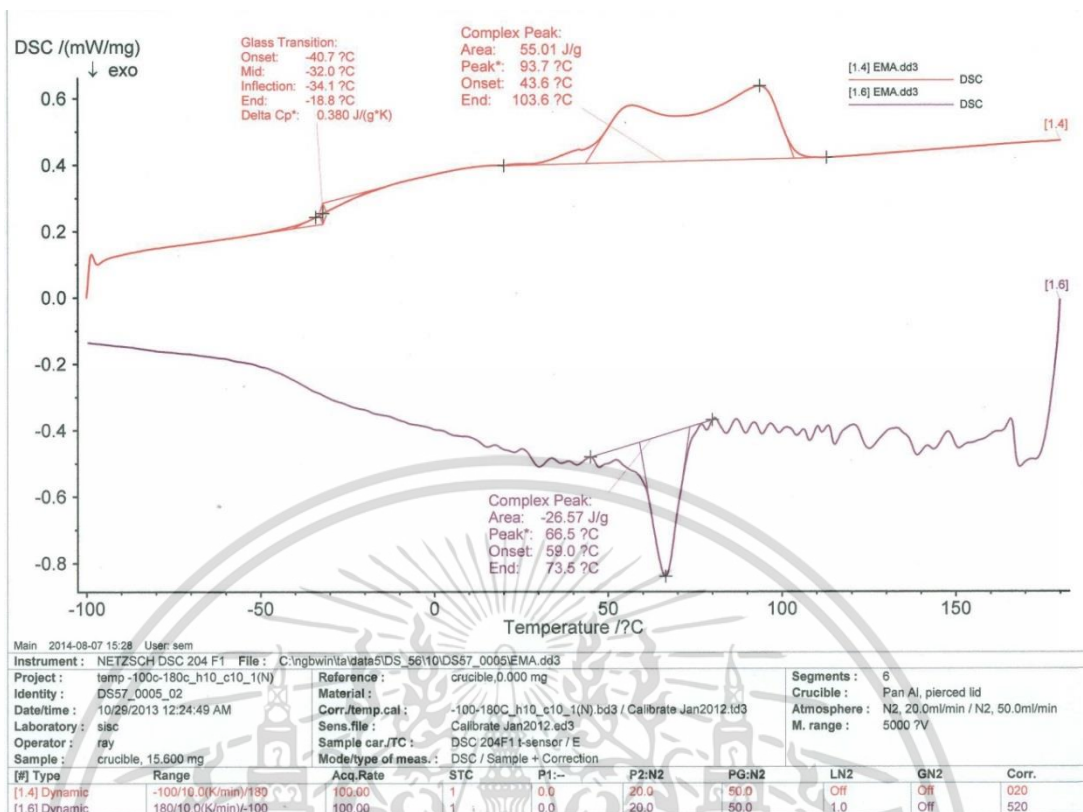 DSC /(mW/mg)
↓ exo
Glass Transition:
Onset: -40.7 ?C
Mid: -32.0 ?C
Inflection: -34.1 ?C
End: -18.8 ?C
Delta Cp*: 0.380 J/(g*K)
Complex Peak:
Area: 55.01 J/g
Peak*: 93.7 ?C
Onset: 43.6 ?C
End: 103.6 ?C
[1.4] EMA.dd3
DSC
[1.6] EMA.dd3
DSC
0.6
0.4
0.2
0.0
-0.2
-0.4
-0.6
-0.8
[1.4]
[1.6]
Complex Peak:
Area: -26.57 J/g
Peak*: 66.5 ?C
Onset: 59.0 ?C
End: 73.5 ?C
-100 -50 0 50 100 150
Temperature /?C
Main 2014-08-07 15:28 User: sem
Instrument : NETZSCH DSC 204 F1 File : C:\ngbwin\ta\data5\DS_56\10\DS57_0005\EMA.dd3
Project : temp -100c-180c_h10_c10_1(N) Reference : crucible,0.000 mg Segments : 6
Identity : DS57_0005_02 Material : Crucible : Pan Al, pierced lid
Date/time : 10/29/2013 12:24:49 AM Corr./temp.cal : -100-180C_h10_c10_1(N).bd3 / Calibrate Jan2012.td3 Atmosphere : N2, 20.0ml/min / N2, 50.0ml/min
Laboratory : sisc Sens.file : Calibrate Jan2012.ed3 M. range : 5000 ?V
Operator : ray Sample car./TC : DSC 204F1 t-sensor / E
Sample : crucible, 15.600 mg Mode/type of meas. : DSC / Sample + Correction
[#] Type Range Acq.Rate STC P1:-- P2:N2 PG:N2 LN2 GN2 Corr.
[1.4] Dynamic -100/10.0(K/min)/180 100.00 1 0.0 20.0 50.0 Off Off 020
[1.6] Dynamic 180/10.0(K/min)/-100 100.00 1 0.0 20.0 50.0 1.0 Off 520